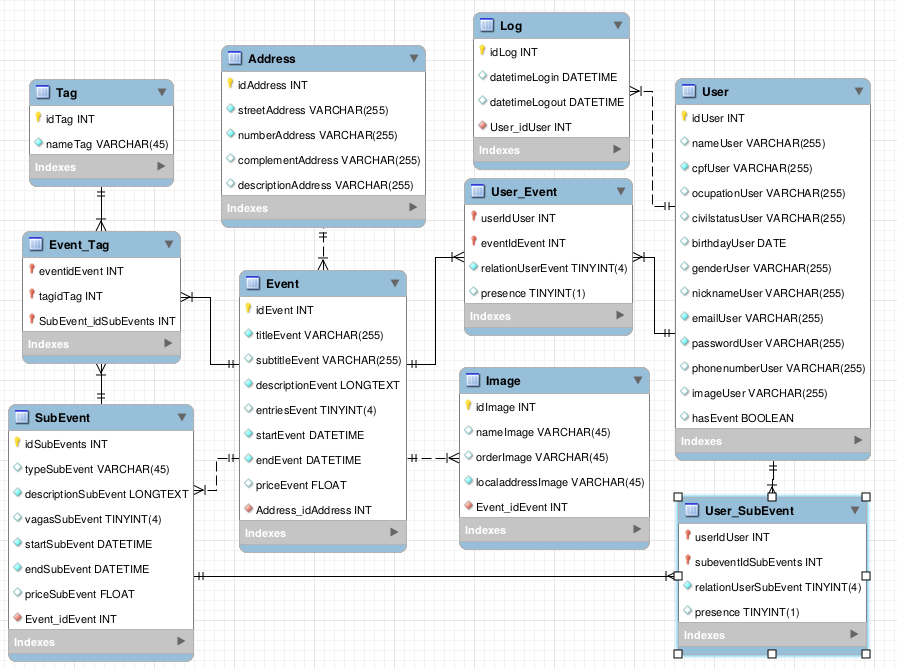 Tag
idTag INT
nameTag VARCHAR(45)
Indexes
Address
idAddress INT
streetAddress VARCHAR(255)
numberAddress VARCHAR(255)
complementAddress VARCHAR(255)
descriptionAddress VARCHAR(255)
Indexes
Log
idLog INT
datetimeLogin DATETIME
datetimeLogout DATETIME
User_idUser INT
Indexes
User
idUser INT
nameUser VARCHAR(255)
cpfUser VARCHAR(255)
ocupationUser VARCHAR(255)
civilstatusUser VARCHAR(255)
birthdayUser DATE
genderUser VARCHAR(255)
nicknameUser VARCHAR(255)
emailUser VARCHAR(255)
passwordUser VARCHAR(255)
phonenumberUser VARCHAR(255)
imageUser VARCHAR(255)
hasEvent BOOLEAN
Indexes
User_Event
userIdUser INT
eventIdEvent INT
relationUserEvent TINYINT(4)
presence TINYINT(1)
Indexes
Event_Tag
eventidEvent INT
tagidTag INT
SubEvent_idSubEvents INT
Indexes
Event
idEvent INT
titleEvent VARCHAR(255)
subtitleEvent VARCHAR(255)
descriptionEvent LONGTEXT
entriesEvent TINYINT(4)
startEvent DATETIME
endEvent DATETIME
priceEvent FLOAT
Address_idAddress INT
Indexes
Image
idImage INT
nameImage VARCHAR(45)
orderImage VARCHAR(45)
localaddressImage VARCHAR(45)
Event_idEvent INT
Indexes
SubEvent
idSubEvents INT
typeSubEvent VARCHAR(45)
descriptionSubEvent LONGTEXT
vagasSubEvent TINYINT(4)
startSubEvent DATETIME
endSubEvent DATETIME
priceSubEvent FLOAT
Event_idEvent INT
Indexes
User_SubEvent
userIdUser INT
subeventIdSubEvents INT
relationUserSubEvent TINYINT(4)
presence TINYINT(1)
Indexes